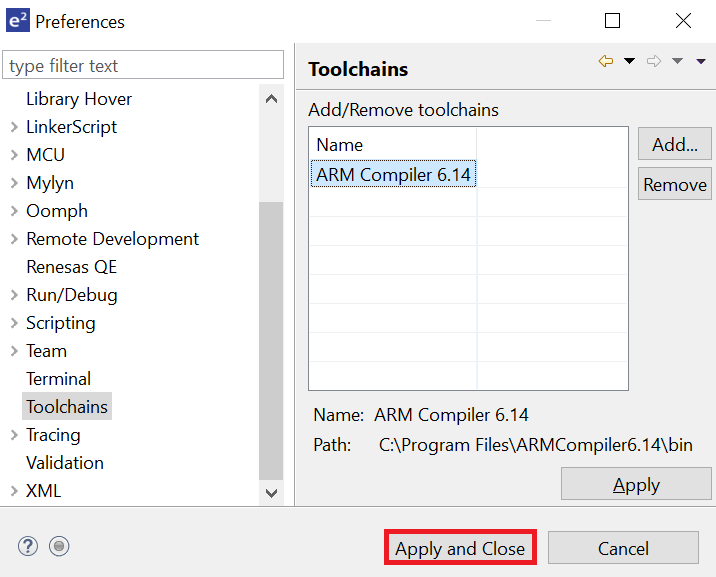 e² Preferences
type filter text
Library Hover
LinkerScript
MCU
Mylyn
Oomph
Remote Development
Renesas QE
Run/Debug
Scripting
Team
Terminal
Toolchains
Tracing
Validation
XML
Toolchains
Add/Remove toolchains
Name
ARM Compiler 6.14
Add...
Remove
Name: ARM Compiler 6.14
Path: C:\Program Files\ARMCompiler6.14\bin
Apply
?
Apply and Close
Cancel